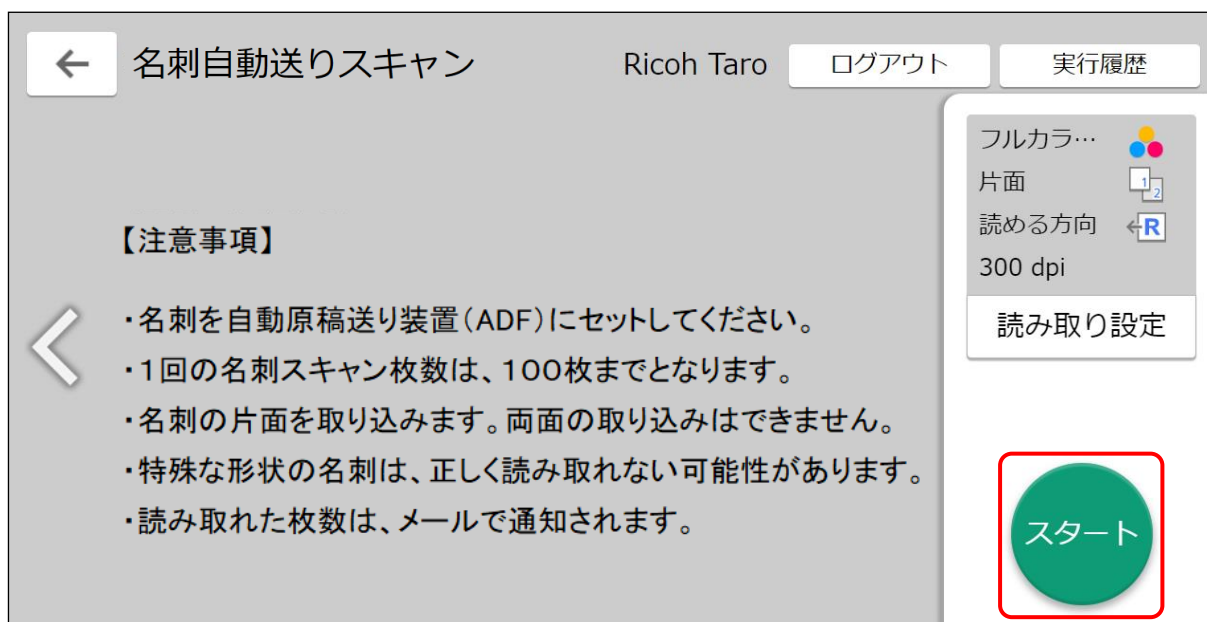 名刺自動送りスキャン
Ricoh Taro
ログアウト
実行履歴
フルカラ…
片面
1
2
読める方向
R
300 dpi
読み取り設定
【注意事項】
・名刺を自動原稿送り装置(ADF)にセットしてください。
・1回の名刺スキャン枚数は、100枚までとなります。
・名刺の片面を取り込みます。両面の取り込みはできません。
・特殊な形状の名刺は、正しく読み取れない可能性があります。
・読み取れた枚数は、メールで通知されます。
スタート